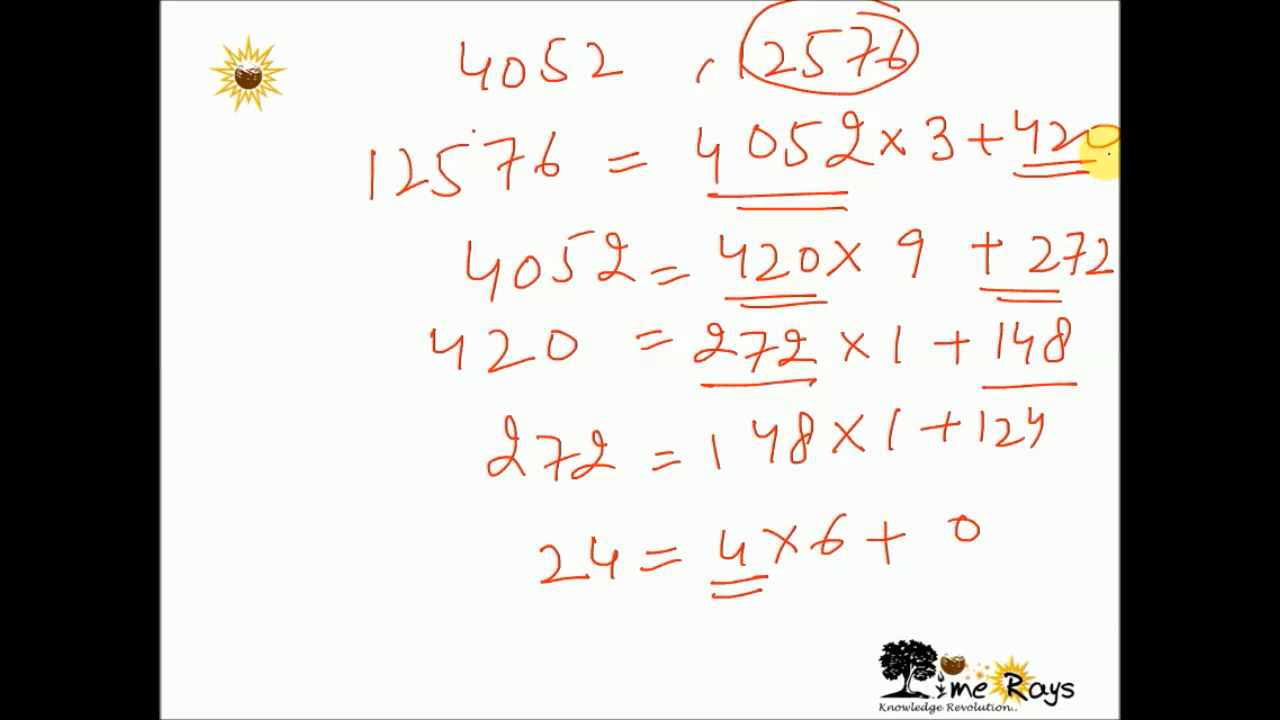 4052 , 12576
12576 = 4052 × 3 + 420
4052 = 420 × 9 + 272
420 = 272 × 1 + 148
272 = 148 × 1 + 124
24 = 4 × 6 + 0
Time Rays
Knowledge Revolution..